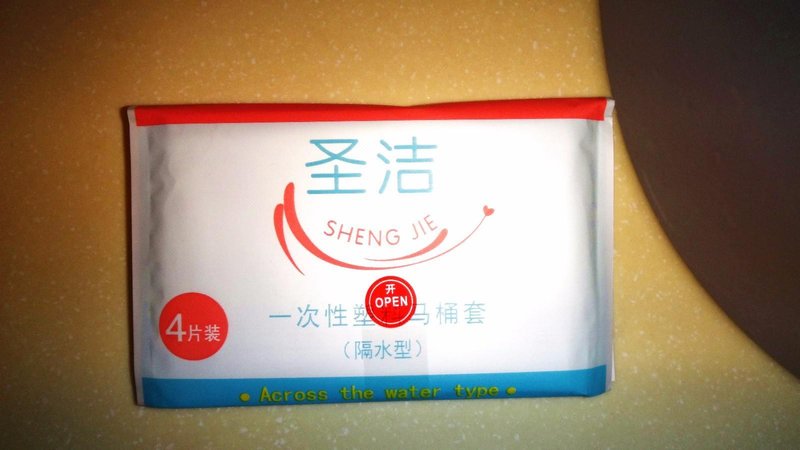 圣洁
SHENG JIE
开
OPEN
一次性塑 马桶套
(隔水型)
4片装
• Across the water type •